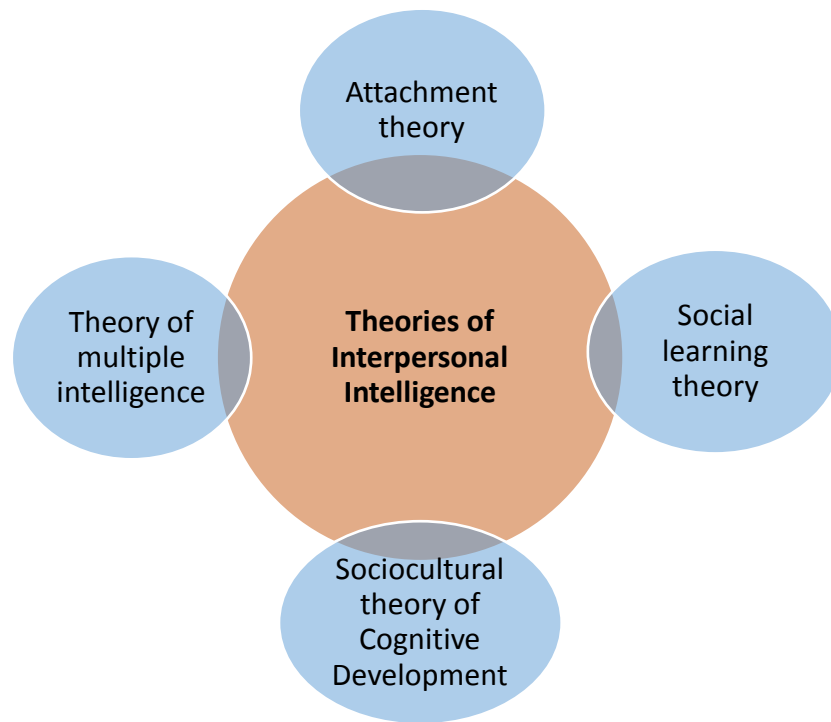 Attachment
theory
Theory of
multiple
intelligence
Theories of
Interpersonal
Intelligence
Social
learning
theory
Sociocultural
theory of
Cognitive
Development